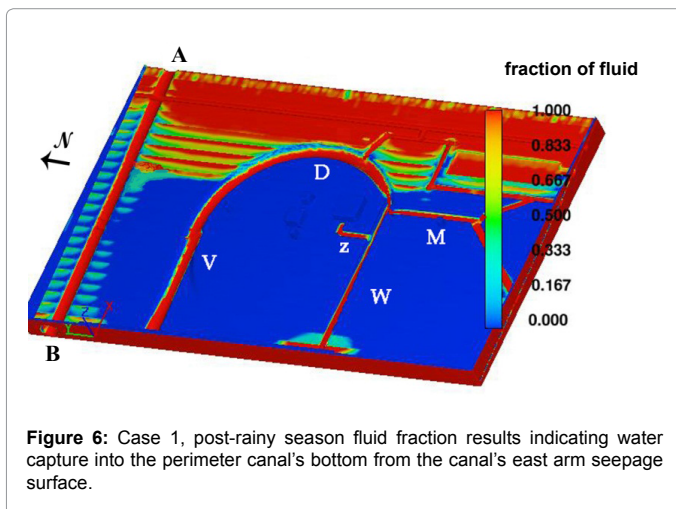 A
fraction of fluid
1.000
0.833
0.667
0.500
0.333
0.167
0.000
N
D
z
M
V
W
B
Figure 6: Case 1, post-rainy season fluid fraction results indicating water
capture into the perimeter canal's bottom from the canal's east arm seepage
surface.